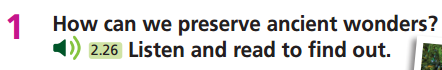 1 How can we preserve ancient wonders?
2.26 Listen and read to find out.